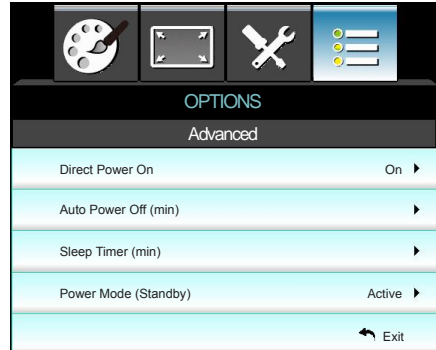 OPTIONS
Advanced
Direct Power On On
Auto Power Off (min)
Sleep Timer (min)
Power Mode (Standby) Active
Exit